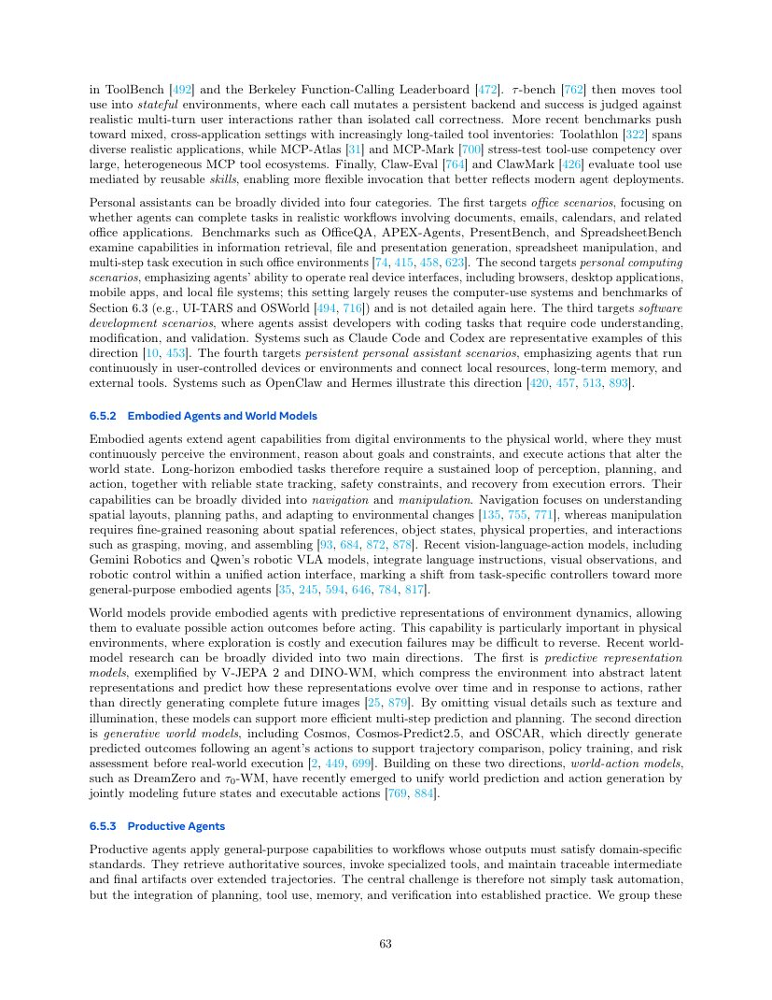 in ToolBench [492] and the Berkeley Function-Calling Leaderboard [472]. τ-bench [762] then moves tool
use into stateful environments, where each call mutates a persistent backend and success is judged against
realistic multi-turn user interactions rather than isolated call correctness. More recent benchmarks push
toward mixed, cross-application settings with increasingly long-tailed tool inventories: Toolathlon [322] spans
diverse realistic applications, while MCP-Atlas [31] and MCP-Mark [700] stress-test tool-use competency over
large, heterogeneous MCP tool ecosystems. Finally, Claw-Eval [764] and ClawMark [426] evaluate tool use
mediated by reusable skills, enabling more flexible invocation that better reflects modern agent deployments.
Personal assistants can be broadly divided into four categories. The first targets office scenarios, focusing on
whether agents can complete tasks in realistic workflows involving documents, emails, calendars, and related
office applications. Benchmarks such as OfficeQA, APEX-Agents, PresentBench, and SpreadsheetBench
examine capabilities in information retrieval, file and presentation generation, spreadsheet manipulation, and
multi-step task execution in such office environments [74, 415, 458, 623]. The second targets personal computing
scenarios, emphasizing agents' ability to operate real device interfaces, including browsers, desktop applications,
mobile apps, and local file systems; this setting largely reuses the computer-use systems and benchmarks of
Section 6.3 (e.g., UI-TARS and OSWorld [494, 716]) and is not detailed again here. The third targets software
development scenarios, where agents assist developers with coding tasks that require code understanding,
modification, and validation. Systems such as Claude Code and Codex are representative examples of this
direction [10, 453]. The fourth targets persistent personal assistant scenarios, emphasizing agents that run
continuously in user-controlled devices or environments and connect local resources, long-term memory, and
external tools. Systems such as OpenClaw and Hermes illustrate this direction [420, 457, 513, 893].
6.5.2 Embodied Agents and World Models
Embodied agents extend agent capabilities from digital environments to the physical world, where they must
continuously perceive the environment, reason about goals and constraints, and execute actions that alter the
world state. Long-horizon embodied tasks therefore require a sustained loop of perception, planning, and
action, together with reliable state tracking, safety constraints, and recovery from execution errors. Their
capabilities can be broadly divided into navigation and manipulation. Navigation focuses on understanding
spatial layouts, planning paths, and adapting to environmental changes [135, 755, 771], whereas manipulation
requires fine-grained reasoning about spatial references, object states, physical properties, and interactions
such as grasping, moving, and assembling [93, 684, 872, 878]. Recent vision-language-action models, including
Gemini Robotics and Qwen's robotic VLA models, integrate language instructions, visual observations, and
robotic control within a unified action interface, marking a shift from task-specific controllers toward more
general-purpose embodied agents [35, 245, 594, 646, 784, 817].
World models provide embodied agents with predictive representations of environment dynamics, allowing
them to evaluate possible action outcomes before acting. This capability is particularly important in physical
environments, where exploration is costly and execution failures may be difficult to reverse. Recent world-
model research can be broadly divided into two main directions. The first is predictive representation
models, exemplified by V-JEPA 2 and DINO-WM, which compress the environment into abstract latent
representations and predict how these representations evolve over time and in response to actions, rather
than directly generating complete future images [25, 879]. By omitting visual details such as texture and
illumination, these models can support more efficient multi-step prediction and planning. The second direction
is generative world models, including Cosmos, Cosmos-Predict2.5, and OSCAR, which directly generate
predicted outcomes following an agent's actions to support trajectory comparison, policy training, and risk
assessment before real-world execution [2, 449, 699]. Building on these two directions, world-action models,
such as DreamZero and τ0-WM, have recently emerged to unify world prediction and action generation by
jointly modeling future states and executable actions [769, 884].
6.5.3 Productive Agents
Productive agents apply general-purpose capabilities to workflows whose outputs must satisfy domain-specific
standards. They retrieve authoritative sources, invoke specialized tools, and maintain traceable intermediate
and final artifacts over extended trajectories. The central challenge is therefore not simply task automation,
but the integration of planning, tool use, memory, and verification into established practice. We group these
63